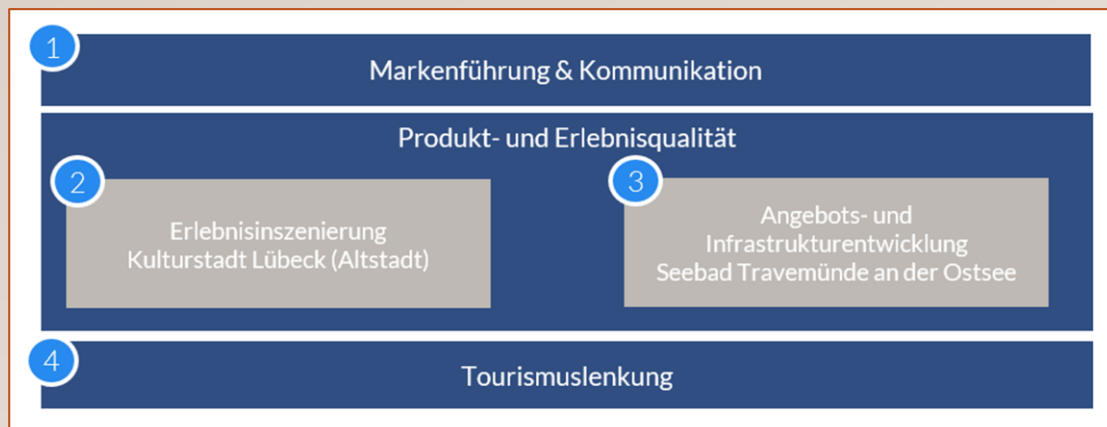 1
Markenführung & Kommunikation
Produkt- und Erlebnisqualität
2
Erlebnisinszenierung
Kulturstadt Lübeck (Altstadt)
3
Angebots- und
Infrastrukturentwicklung
Seebad Travemünde an der Ostsee
4
Tourismuslenkung